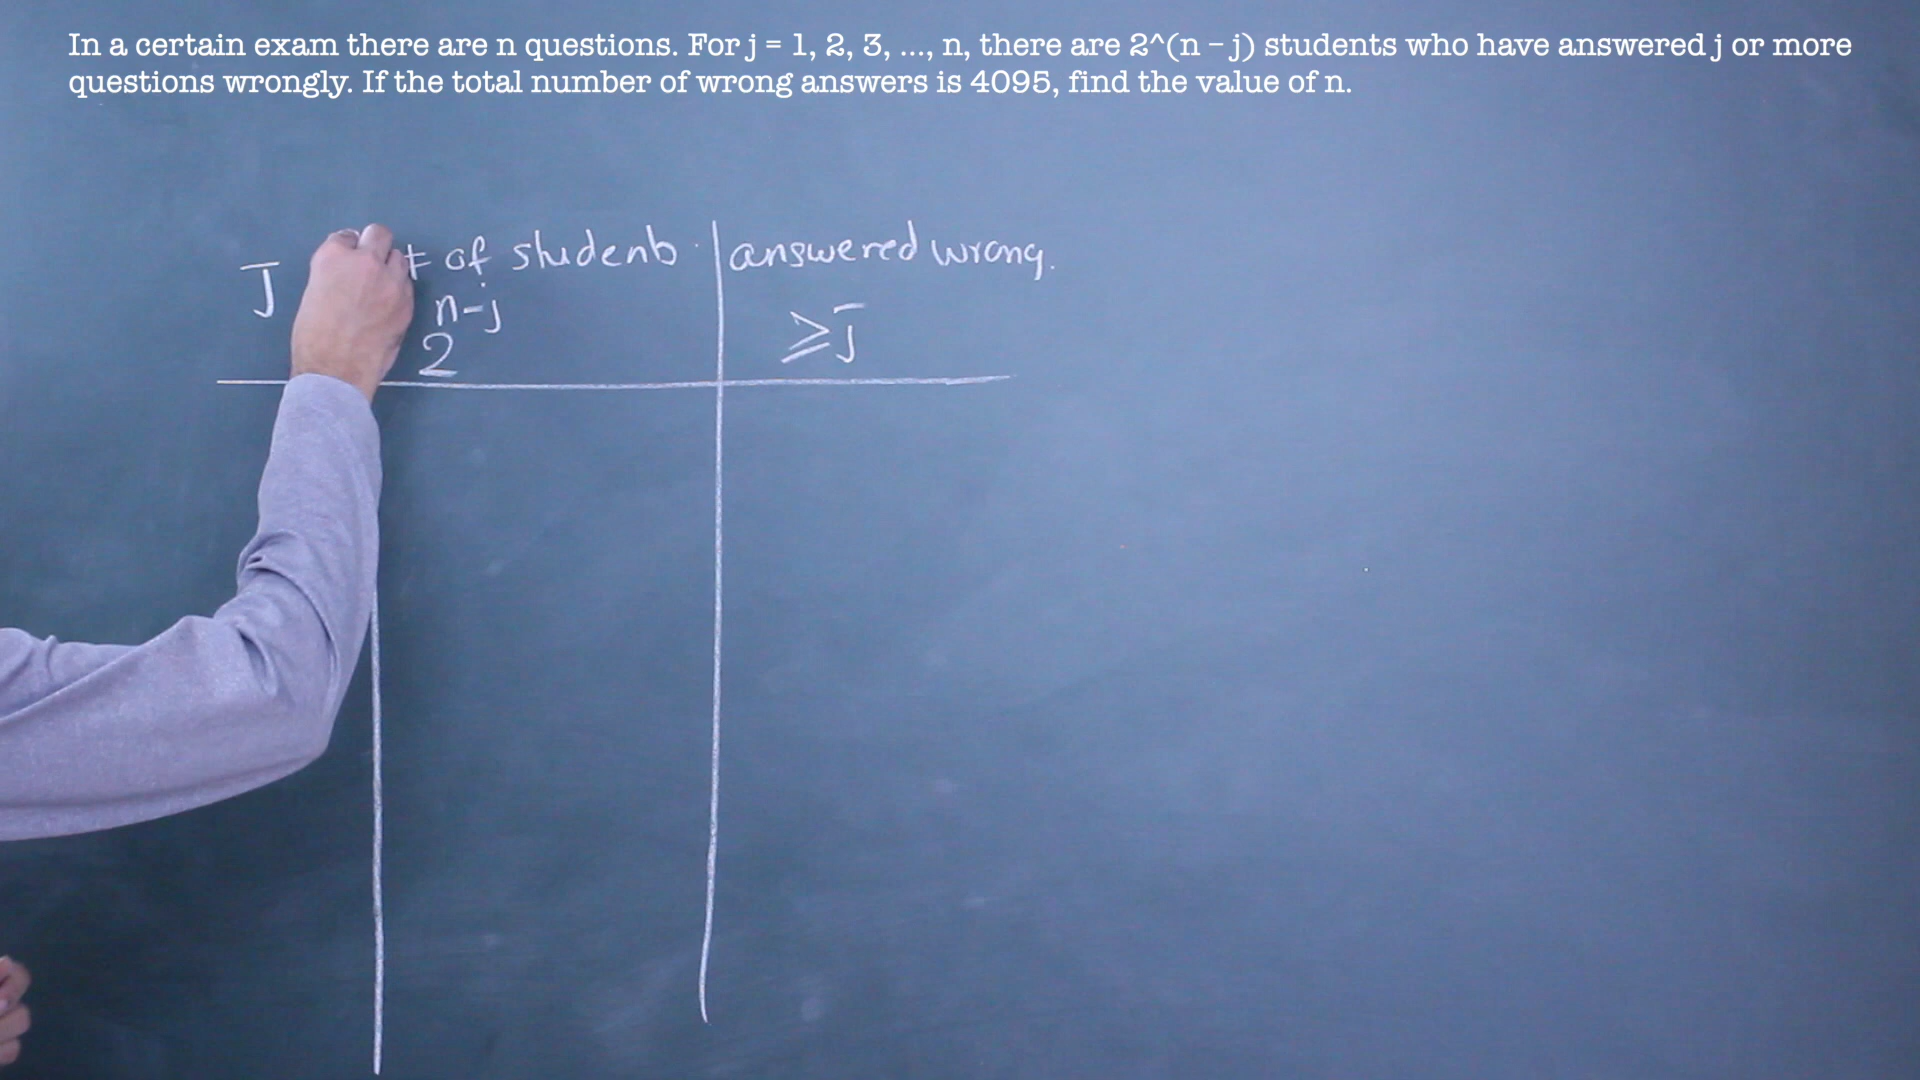 In a certain exam there are n questions. For j = 1, 2, 3, ..., n, there are 2^(n - j) students who have answered j or more
questions wrongly. If the total number of wrong answers is 4095, find the value of n.
J # of students answered wrong.
2^{n-j} ≥ j